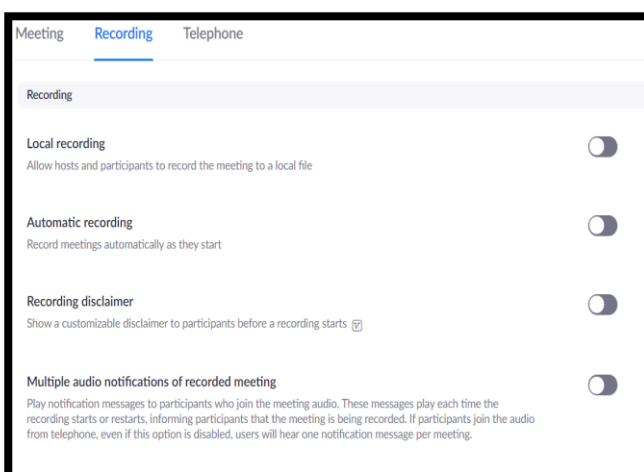 Meeting Recording Telephone
Recording
Local recording
Allow hosts and participants to record the meeting to a local file
Automatic recording
Record meetings automatically as they start
Recording disclaimer
Show a customizable disclaimer to participants before a recording starts
Multiple audio notifications of recorded meeting
Play notification messages to participants who join the meeting audio. These messages play each time the
recording starts or restarts, informing participants that the meeting is being recorded. If participants join the audio
from telephone, even if this option is disabled, users will hear one notification message per meeting.